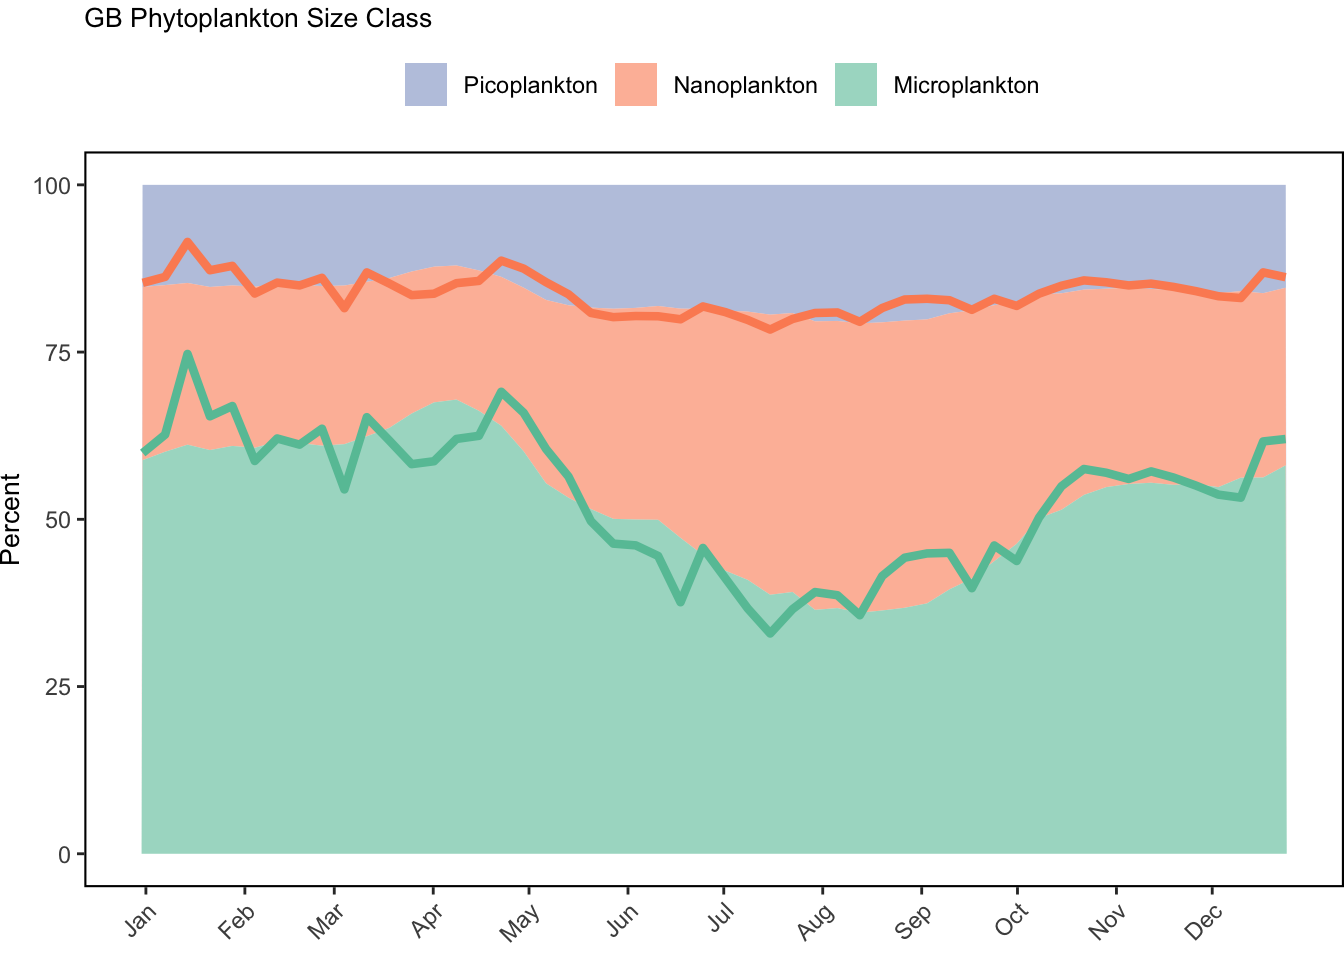 GB Phytoplankton Size Class
Picoplankton Nanoplankton Microplankton
Percent
100
75
50
25
0
Jan Feb Mar Apr May Jun Jul Aug Sep Oct Nov Dec